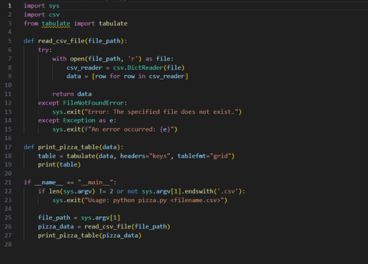 1 import sys
2 import csv
3 from tabulate import tabulate
4
5 def read_csv_file(file_path):
6     try:
7         with open(file_path, 'r') as file:
8             csv_reader = csv.DictReader(file)
9             data = [row for row in csv_reader]
10
11         return data
12     except FileNotFoundError:
13         sys.exit("Error: The specified file does not exist.")
14     except Exception as e:
15         sys.exit(f"An error occurred: {e}")
16
17 def print_pizza_table(data):
18     table = tabulate(data, headers="keys", tablefmt="grid")
19     print(table)
20
21 if __name__ == "__main__":
22     if len(sys.argv) != 2 or not sys.argv[1].endswith('.csv'):
23         sys.exit("Usage: python pizza.py <filename.csv>")
24
25     file_path = sys.argv[1]
26     pizza_data = read_csv_file(file_path)
27     print_pizza_table(pizza_data)
28